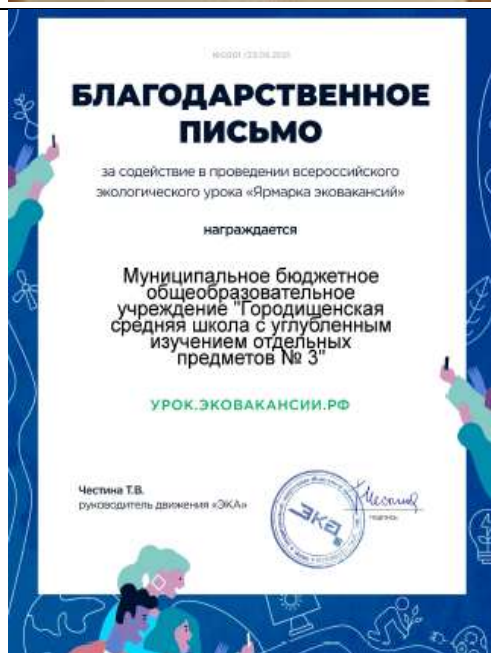 БЛАГОДАРСТВЕННОЕ
ПИСЬМО
за содействие в проведении всероссийского
экологического урока «Ярмарка эковакансий»
награждается
Муниципальное бюджетное
общеобразовательное
учреждение "Городищенская
средняя школа с углубленным
изучением отдельных
предметов № 3"
УРОК.ЭКОВАКАНСИИ.РФ
Честина Т.В.
руководитель движения «ЭКА»
ЭКА
подпись